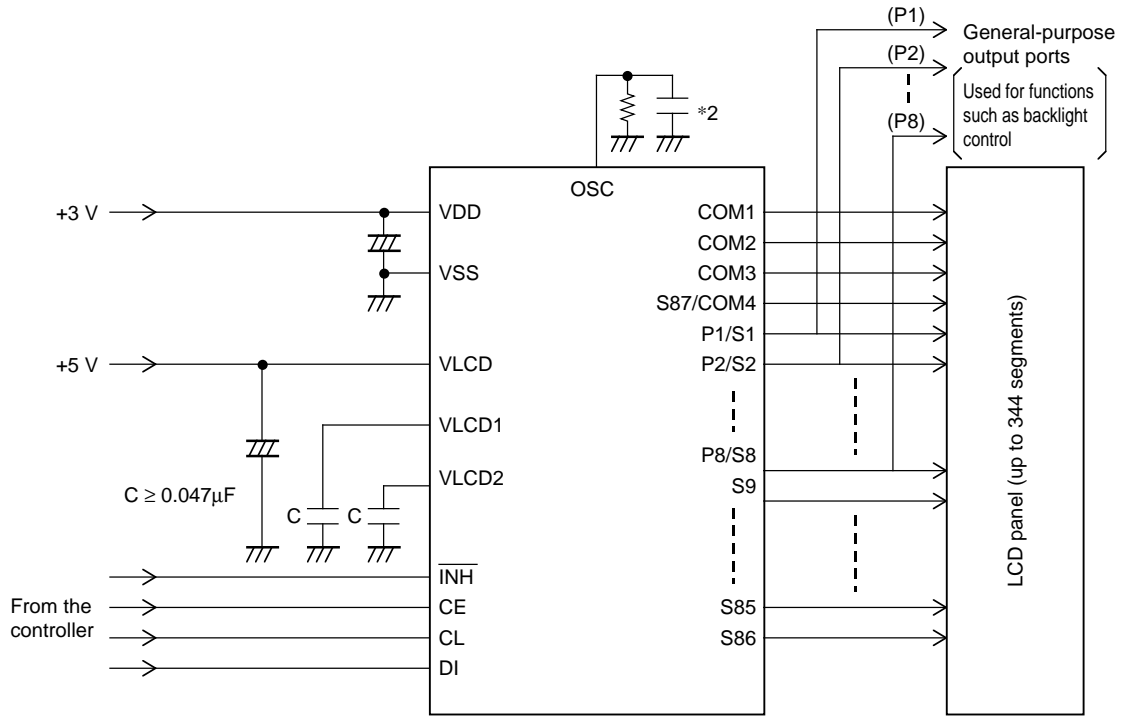 (P1)
General-purpose
output ports
(P2)
Used for functions
such as backlight
control
(P8)
*2
OSC
+3 V
VDD
VSS
+5 V
VLCD
VLCD1
VLCD2
C ≥ 0.047μF
C
C
From the
controller
INH
CE
CL
DI
COM1
COM2
COM3
S87/COM4
P1/S1
P2/S2
P8/S8
S9
S85
S86
LCD panel (up to 344 segments)